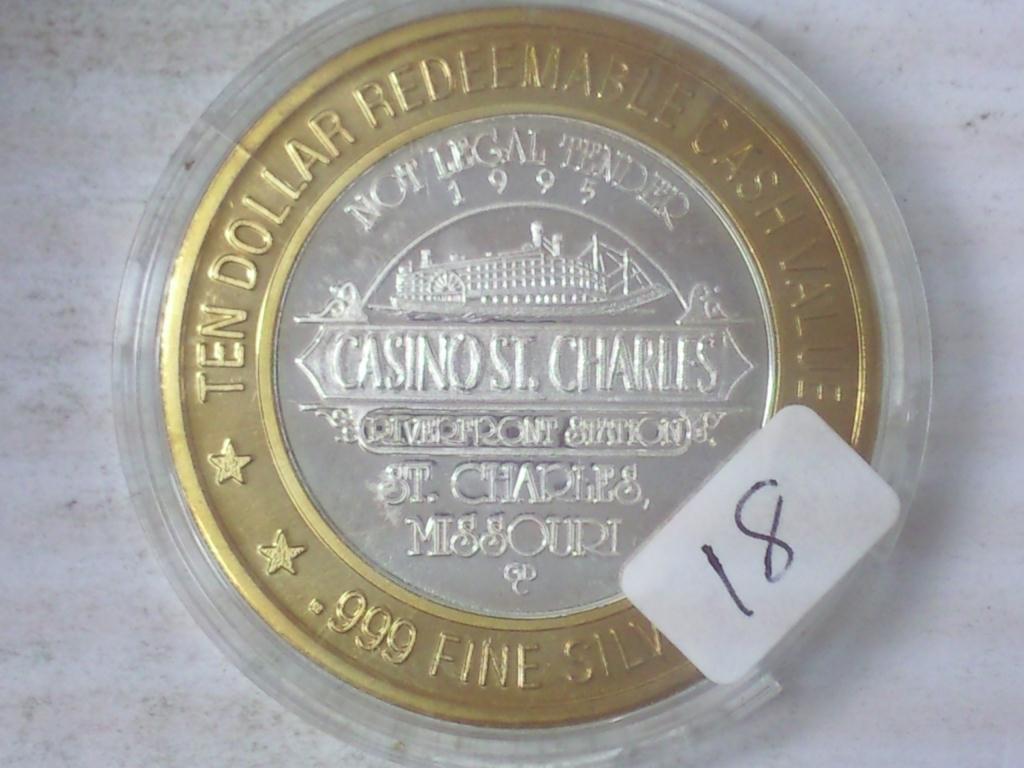 TEN DOLLAR REDEEMABLE CASH VALUE
NOT LEGAL TENDER
1995
CASINO ST. CHARLES
RIVERFRONT STATION
ST. CHARLES,
MISSOURI
.999 FINE SILV
18